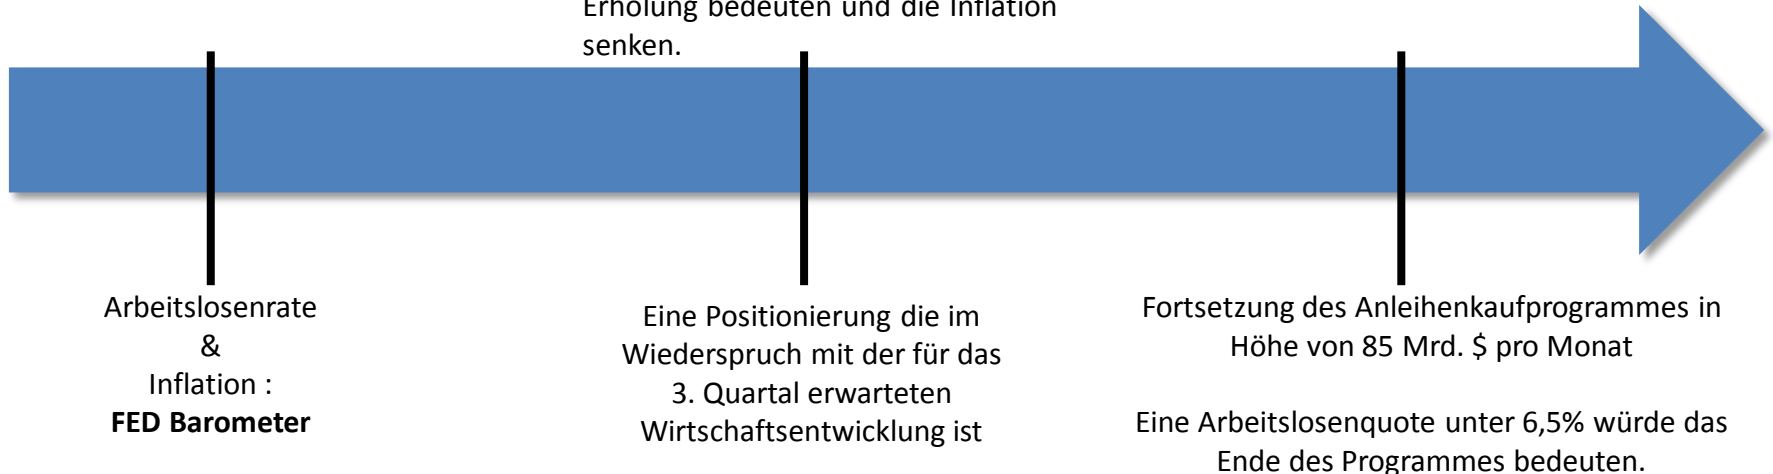 Erholung bedeuten und die Inflation
senken.
Arbeitslosenrate
&
Inflation :
FED Barometer
Eine Positionierung die im
Wiederspruch mit der für das
3. Quartal erwarteten
Wirtschaftsentwicklung ist
Fortsetzung des Anleihenkaufprogrammes in
Höhe von 85 Mrd. $ pro Monat
Eine Arbeitslosenquote unter 6,5% würde das
Ende des Programmes bedeuten.